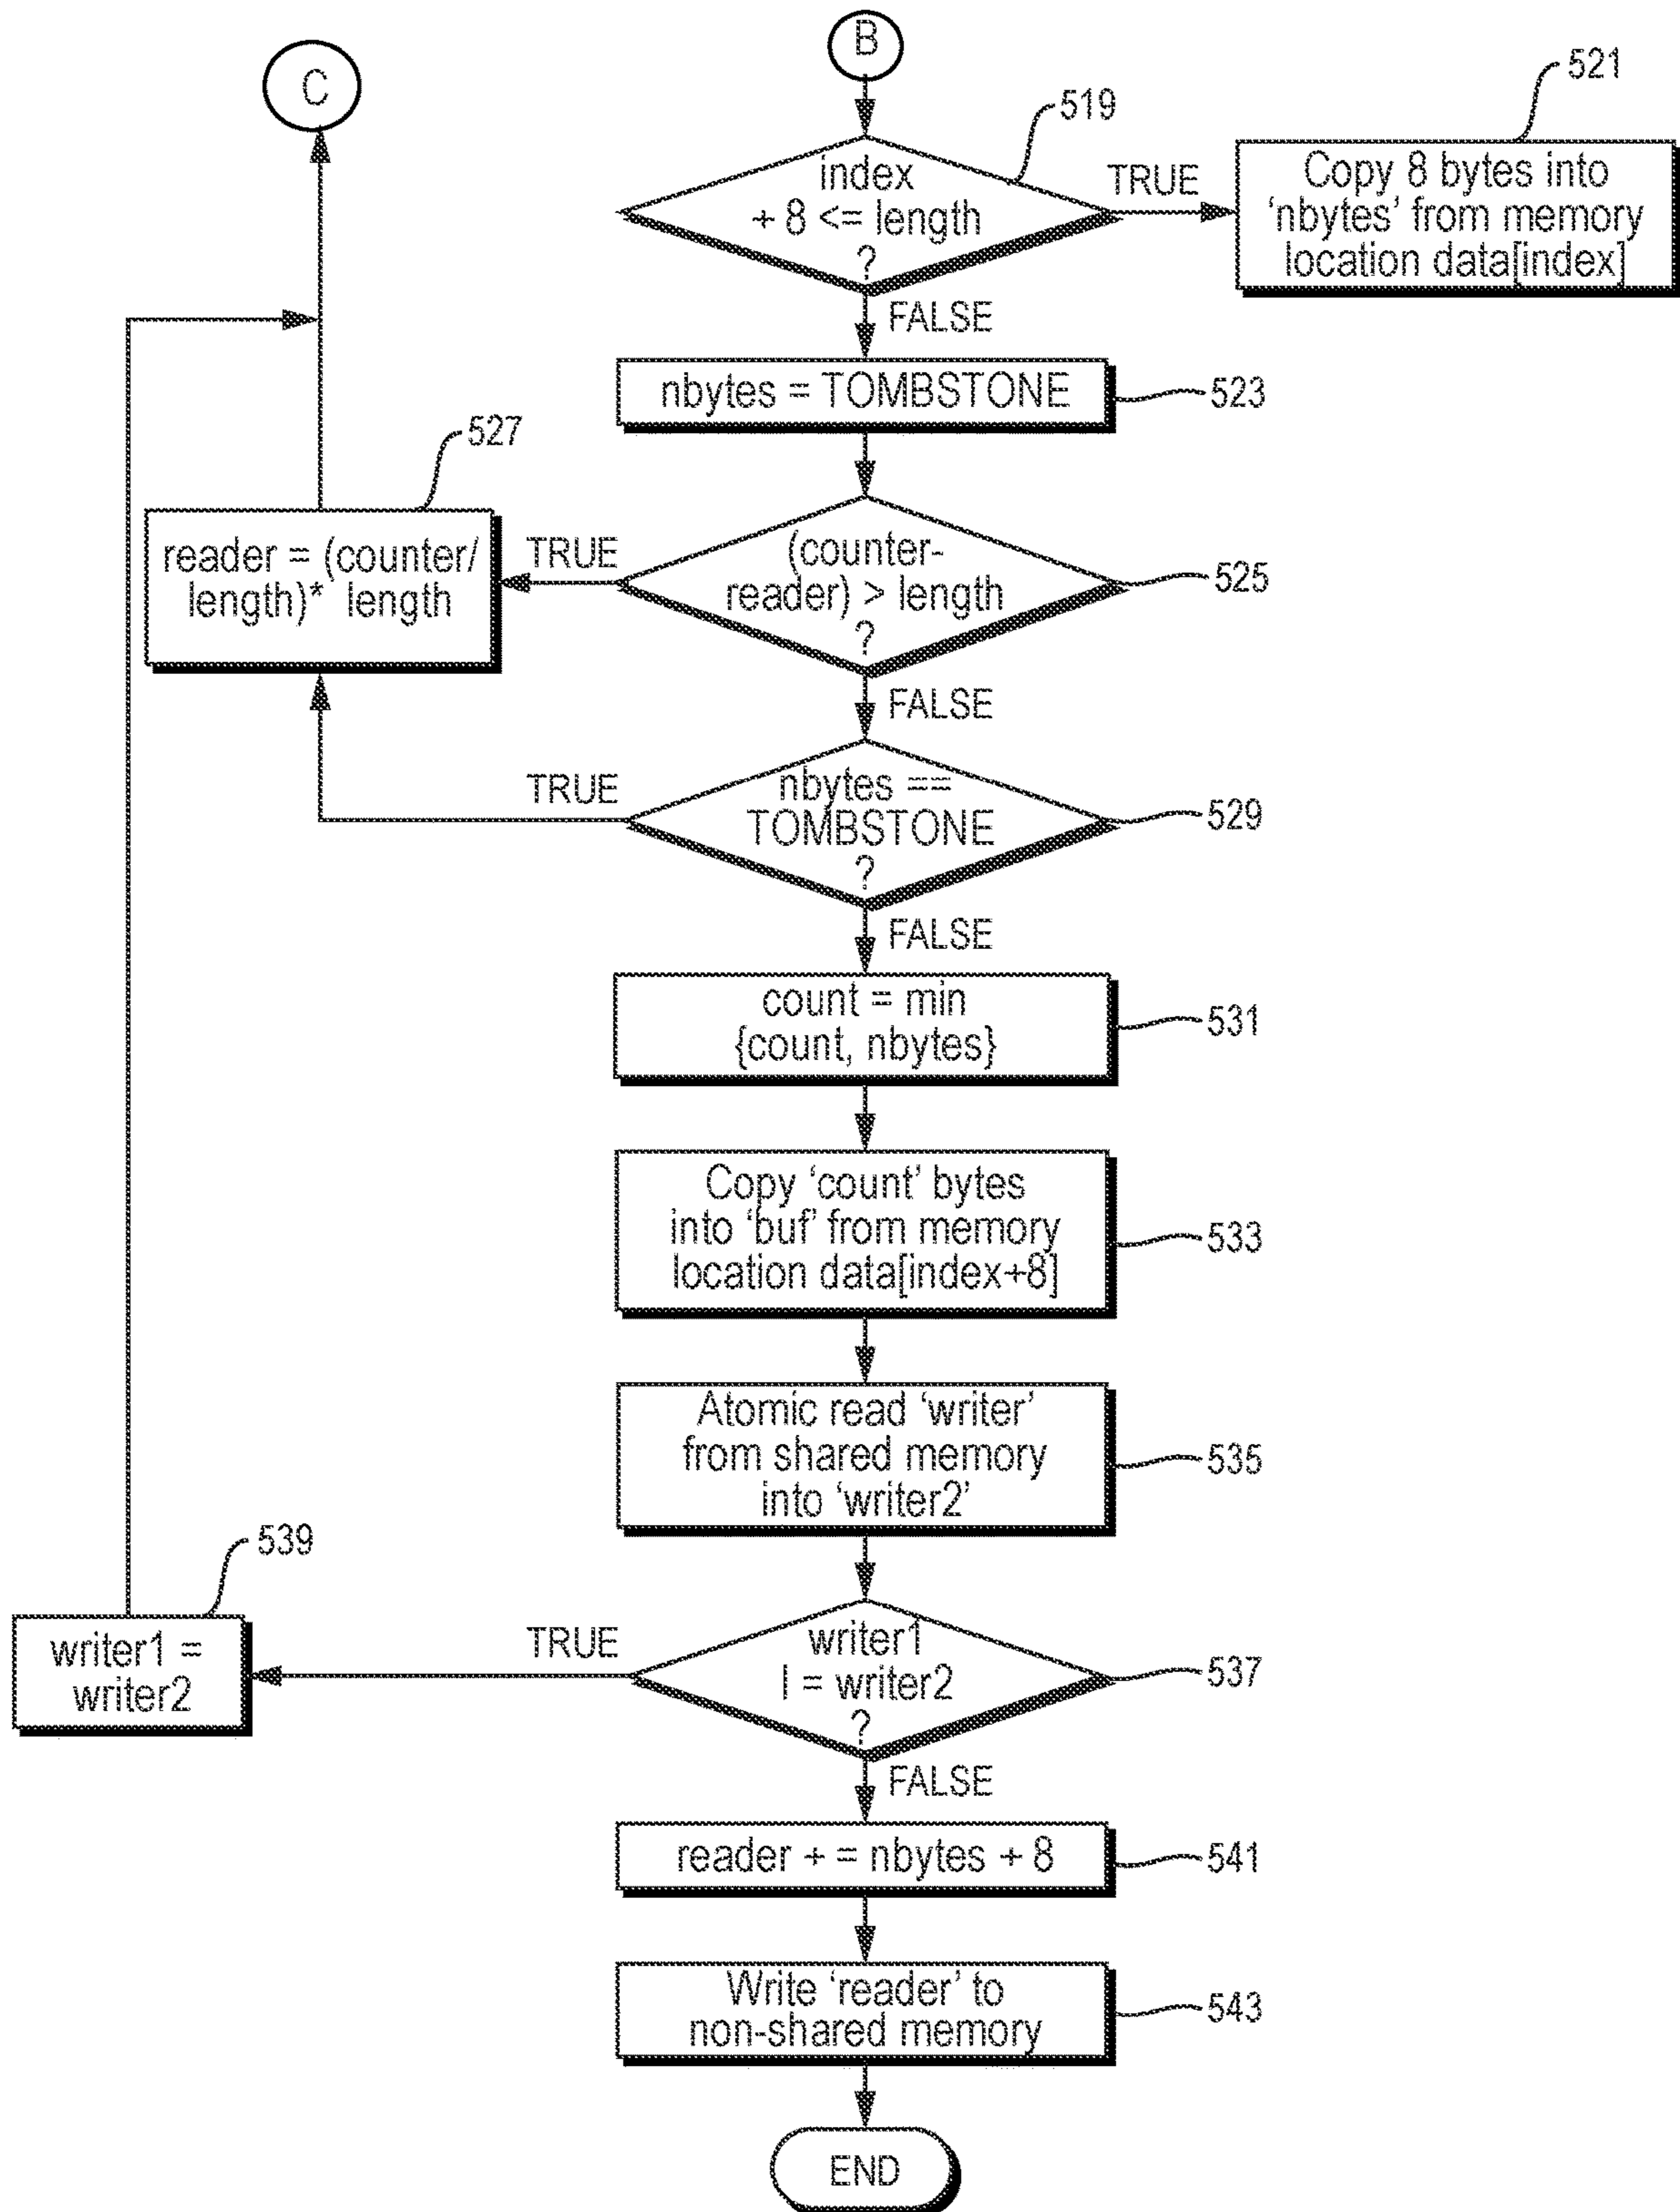 B
C
519
521
index
+ 8 <= length
?
TRUE
Copy 8 bytes into
‘nbytes’ from memory
location data[index]
FALSE
nbytes = TOMBSTONE
523
527
reader = (counter/
length)* length
TRUE
(counter-
reader) > length
?
525
FALSE
TRUE
nbytes ==
TOMBSTONE
?
529
FALSE
count = min
{count, nbytes}
531
Copy ‘count’ bytes
into ‘buf’ from memory
location data[index+8]
533
Atomic read ‘writer’
from shared memory
into ‘writer2’
535
539
writer1 =
writer2
TRUE
writer1
! = writer2
?
537
FALSE
reader + = nbytes + 8
541
Write ‘reader’ to
non-shared memory
543
END